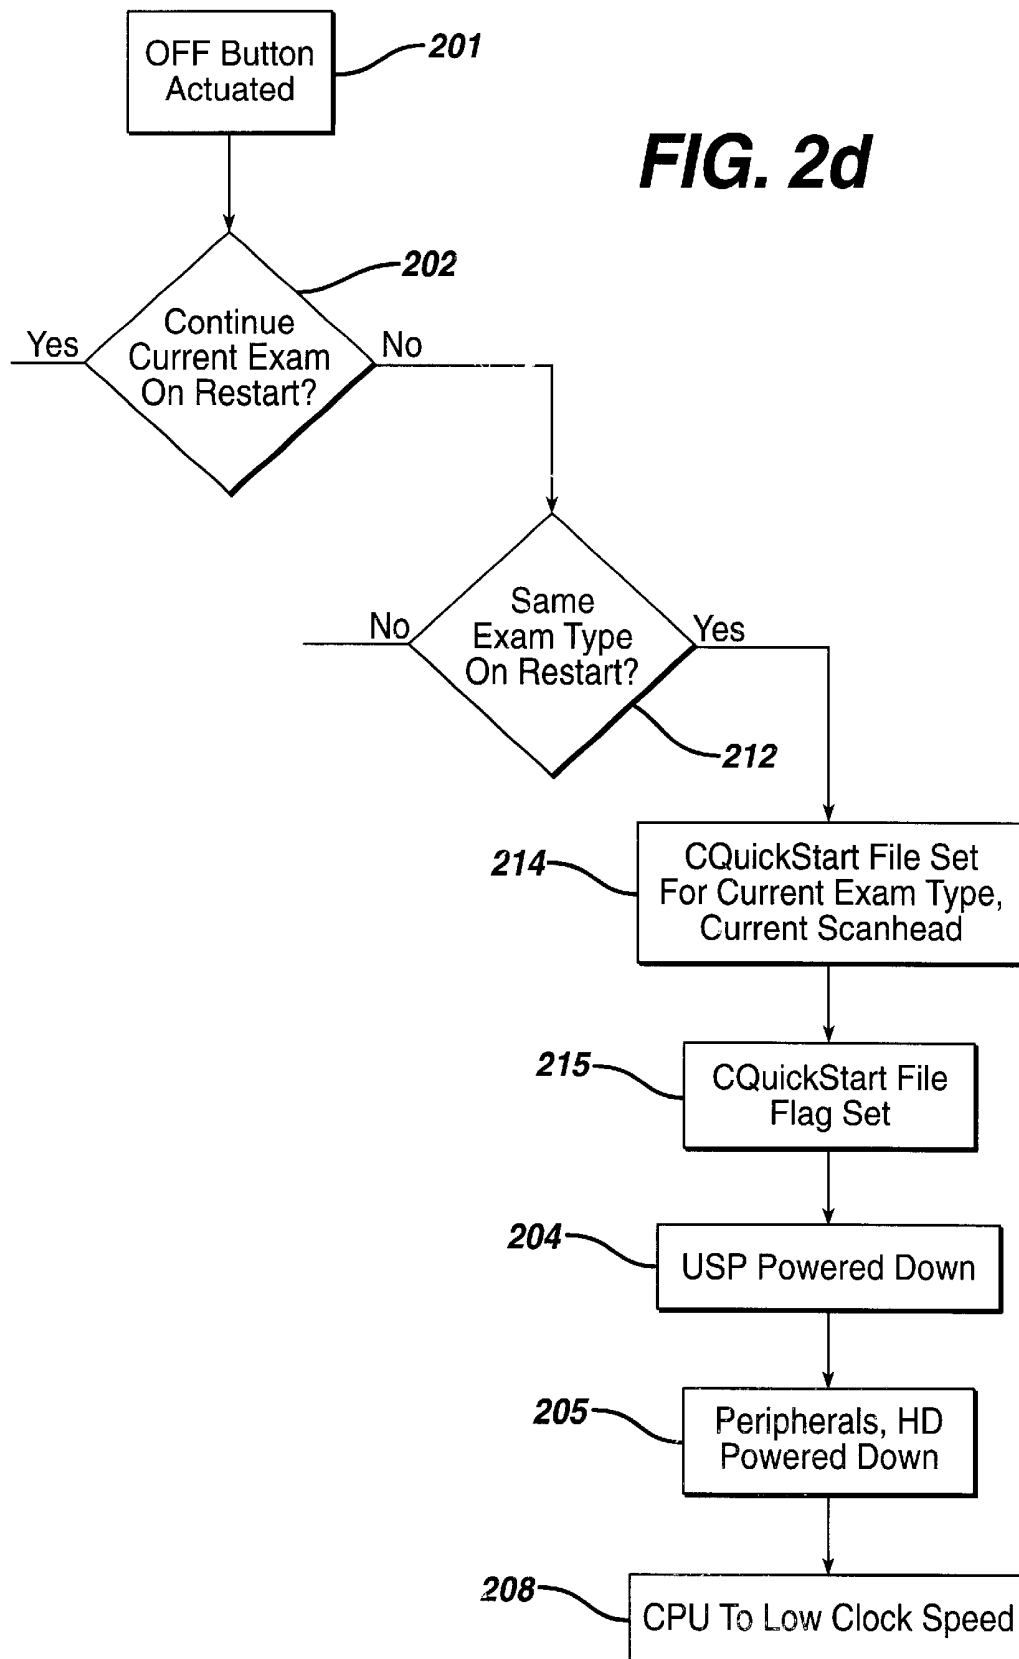 OFF Button
Actuated
201
FIG. 2d
202
Continue
Current Exam
On Restart?
Yes
No
Same
Exam Type
On Restart?
No
Yes
212
214
CQuickStart File Set
For Current Exam Type,
Current Scanhead
215
CQuickStart File
Flag Set
204
USP Powered Down
205
Peripherals, HD
Powered Down
208
CPU To Low Clock Speed